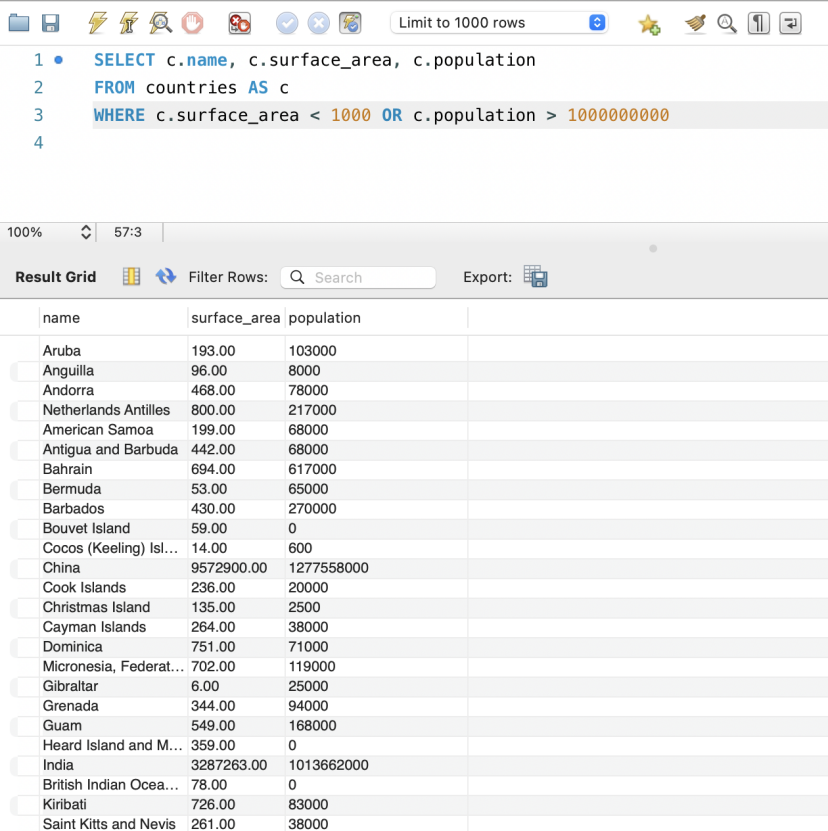 Limit to 1000 rows
1 SELECT c.name, c.surface_area, c.population
2 FROM countries AS c
3 WHERE c.surface_area < 1000 OR c.population > 1000000000
4
100% 57:3
Result Grid Filter Rows: Search Export:
name surface_area population
Aruba 193.00 103000
Anguilla 96.00 8000
Andorra 468.00 78000
Netherlands Antilles 800.00 217000
American Samoa 199.00 68000
Antigua and Barbuda 442.00 68000
Bahrain 694.00 617000
Bermuda 53.00 65000
Barbados 430.00 270000
Bouvet Island 59.00 0
Cocos (Keeling) Isl... 14.00 600
China 9572900.00 1277558000
Cook Islands 236.00 20000
Christmas Island 135.00 2500
Cayman Islands 264.00 38000
Dominica 751.00 71000
Micronesia, Federat... 702.00 119000
Gibraltar 6.00 25000
Grenada 344.00 94000
Guam 549.00 168000
Heard Island and M... 359.00 0
India 3287263.00 1013662000
British Indian Ocea... 78.00 0
Kiribati 726.00 83000
Saint Kitts and Nevis 261.00 38000